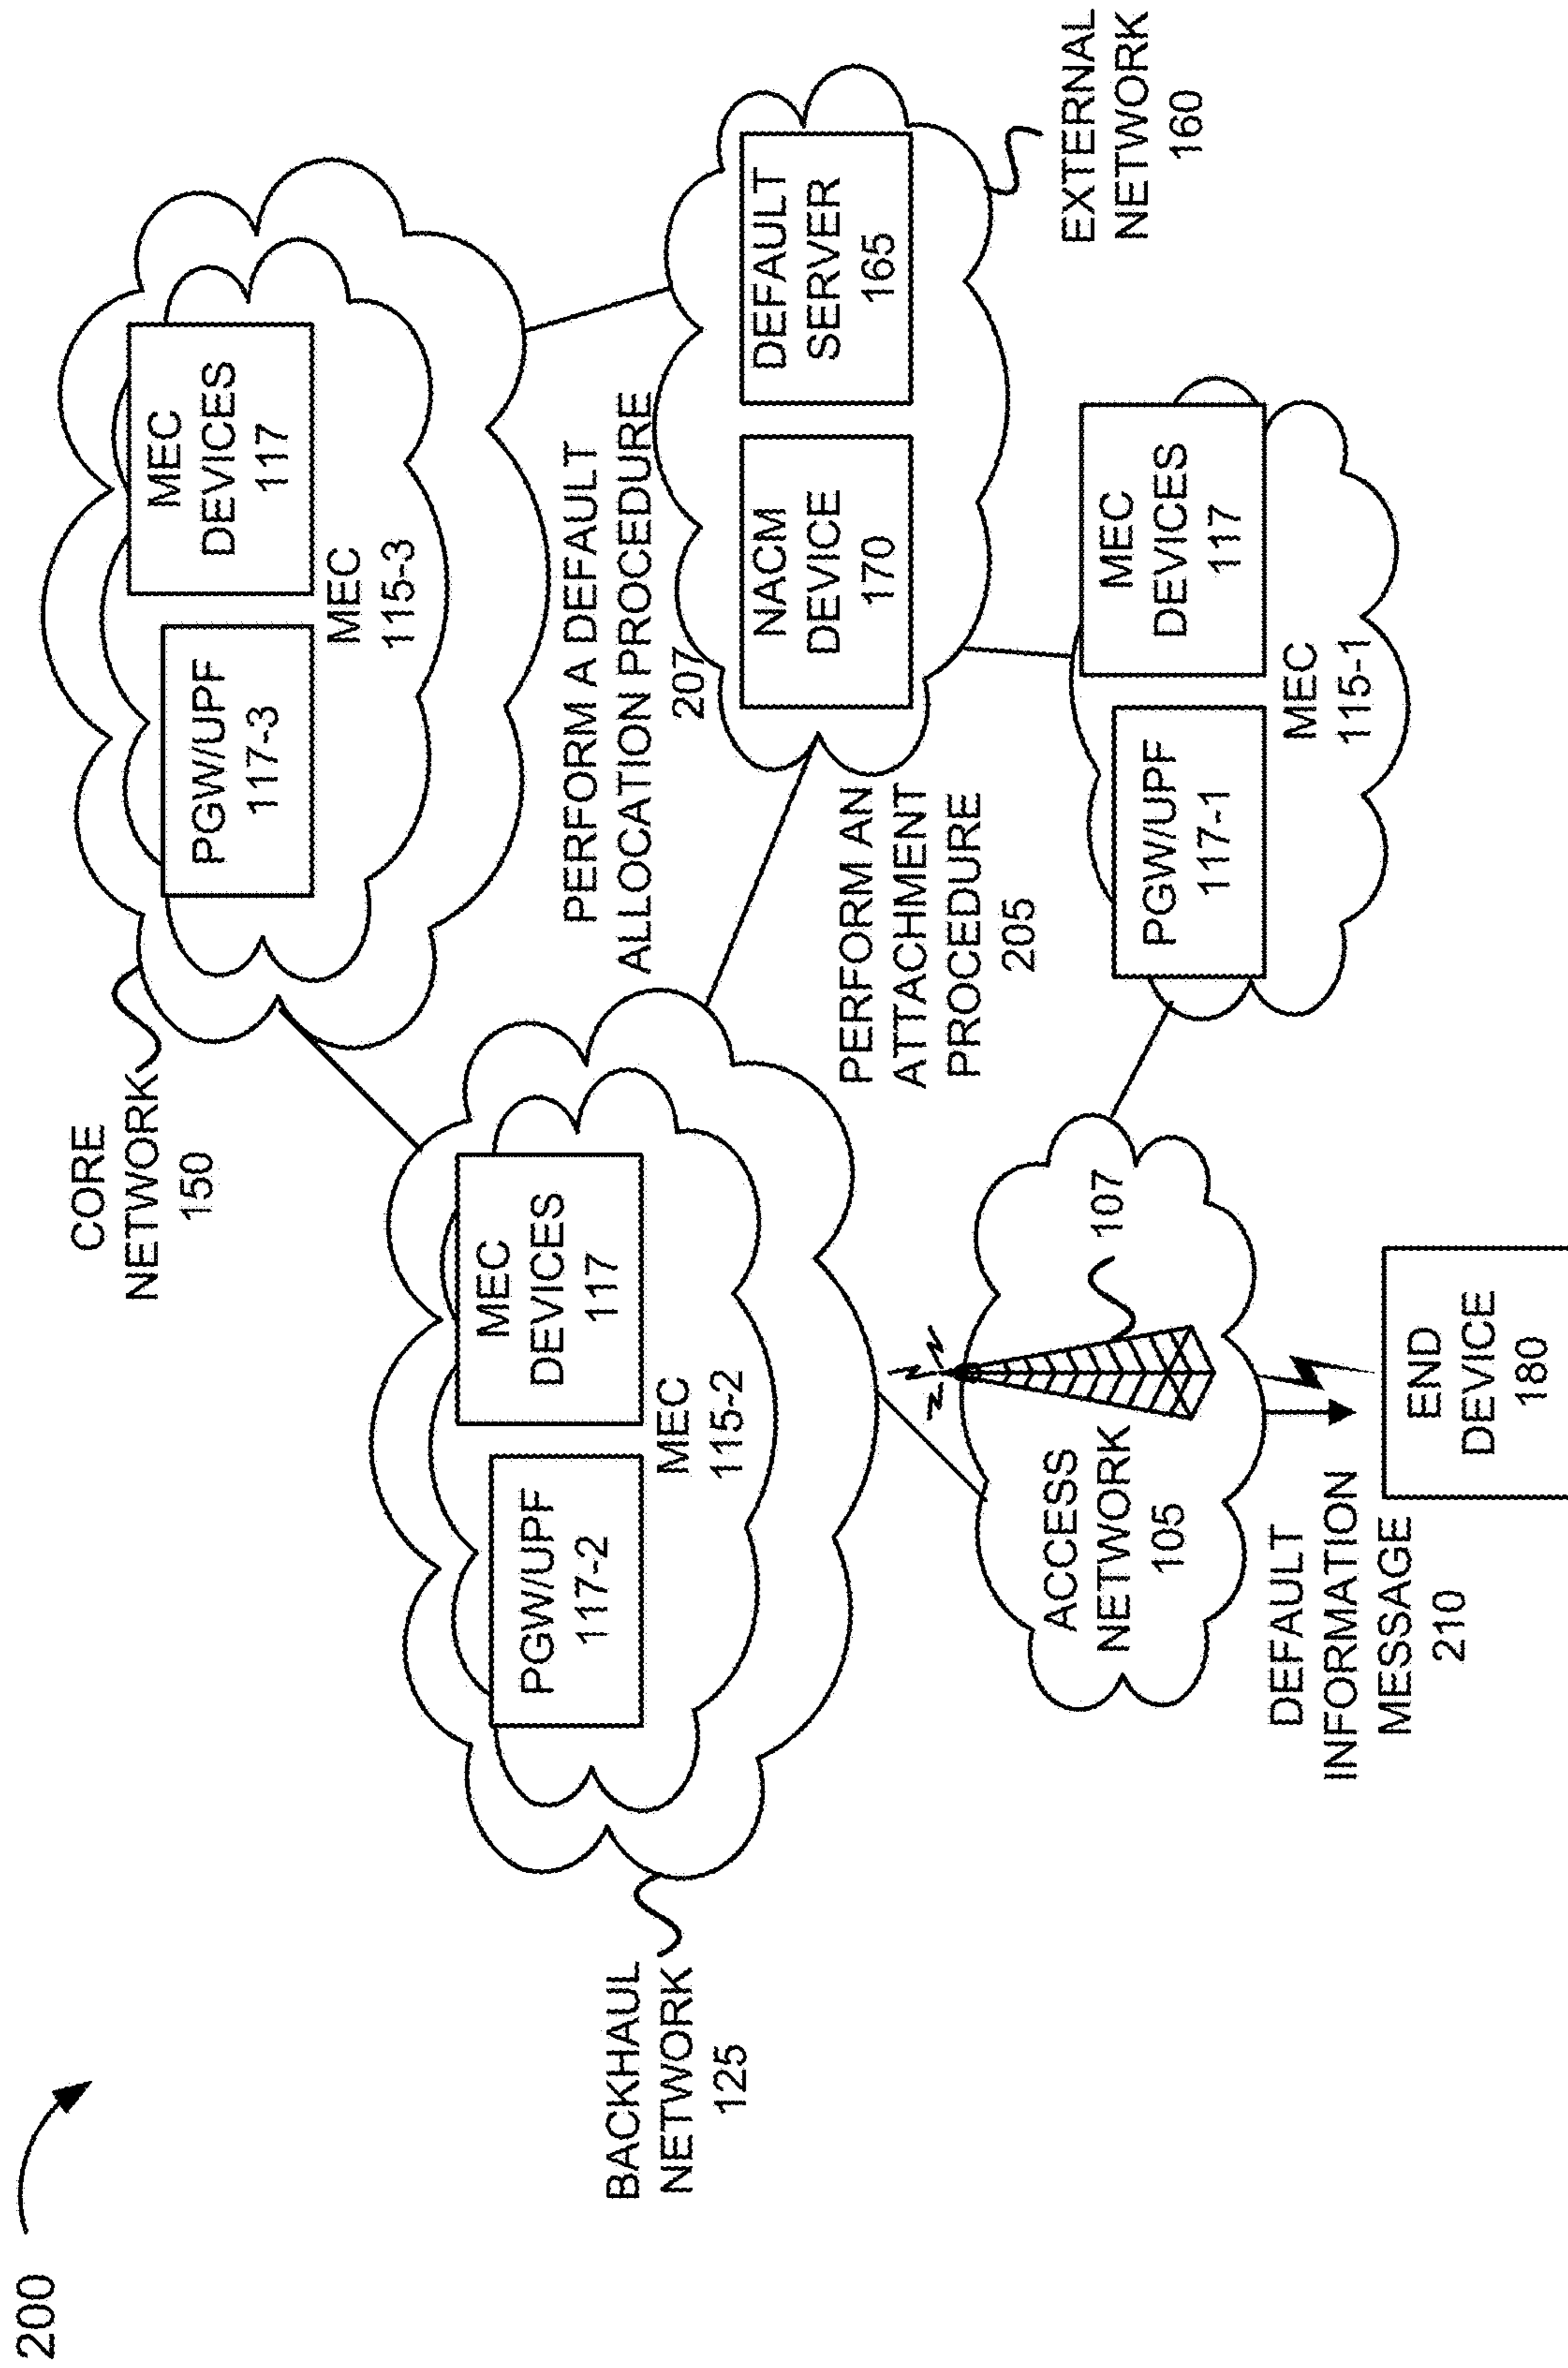 200
CORE
NETWORK
150
PGW/UPF
117-3
MEC
DEVICES
117
MEC
115-3
BACKHAUL
NETWORK
125
PGW/UPF
117-2
MEC
DEVICES
117
MEC
115-2
PERFORM A DEFAULT
ALLOCATION PROCEDURE
207
NACM
DEVICE
170
DEFAULT
SERVER
165
EXTERNAL
NETWORK
160
PERFORM AN
ATTACHMENT
PROCEDURE
205
ACCESS
NETWORK
105
107
PGW/UPF
117-1
MEC
DEVICES
117
MEC
115-1
DEFAULT
INFORMATION
MESSAGE
210
END
DEVICE
180